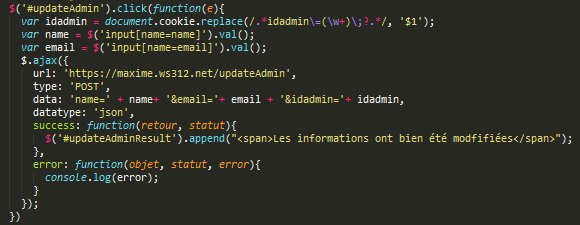 $('#updateAdmin').click(function(e){
var idadmin = document.cookie.replace(/.*idadmin\=(\w+)\;?.*/, '$1');
var name = $('input[name=name]').val();
var email = $('input[name=email]').val();
$.ajax({
url: 'https://maxime.ws312.net/updateAdmin',
type: 'POST',
data: 'name=' + name+ '&email='+ email + '&idadmin='+ idadmin,
datatype: 'json',
success: function(retour, statut){
$('#updateAdminResult').append("<span>Les informations ont bien été modfifiées</span>");
},
error: function(objet, statut, error){
console.log(error);
}
});
})